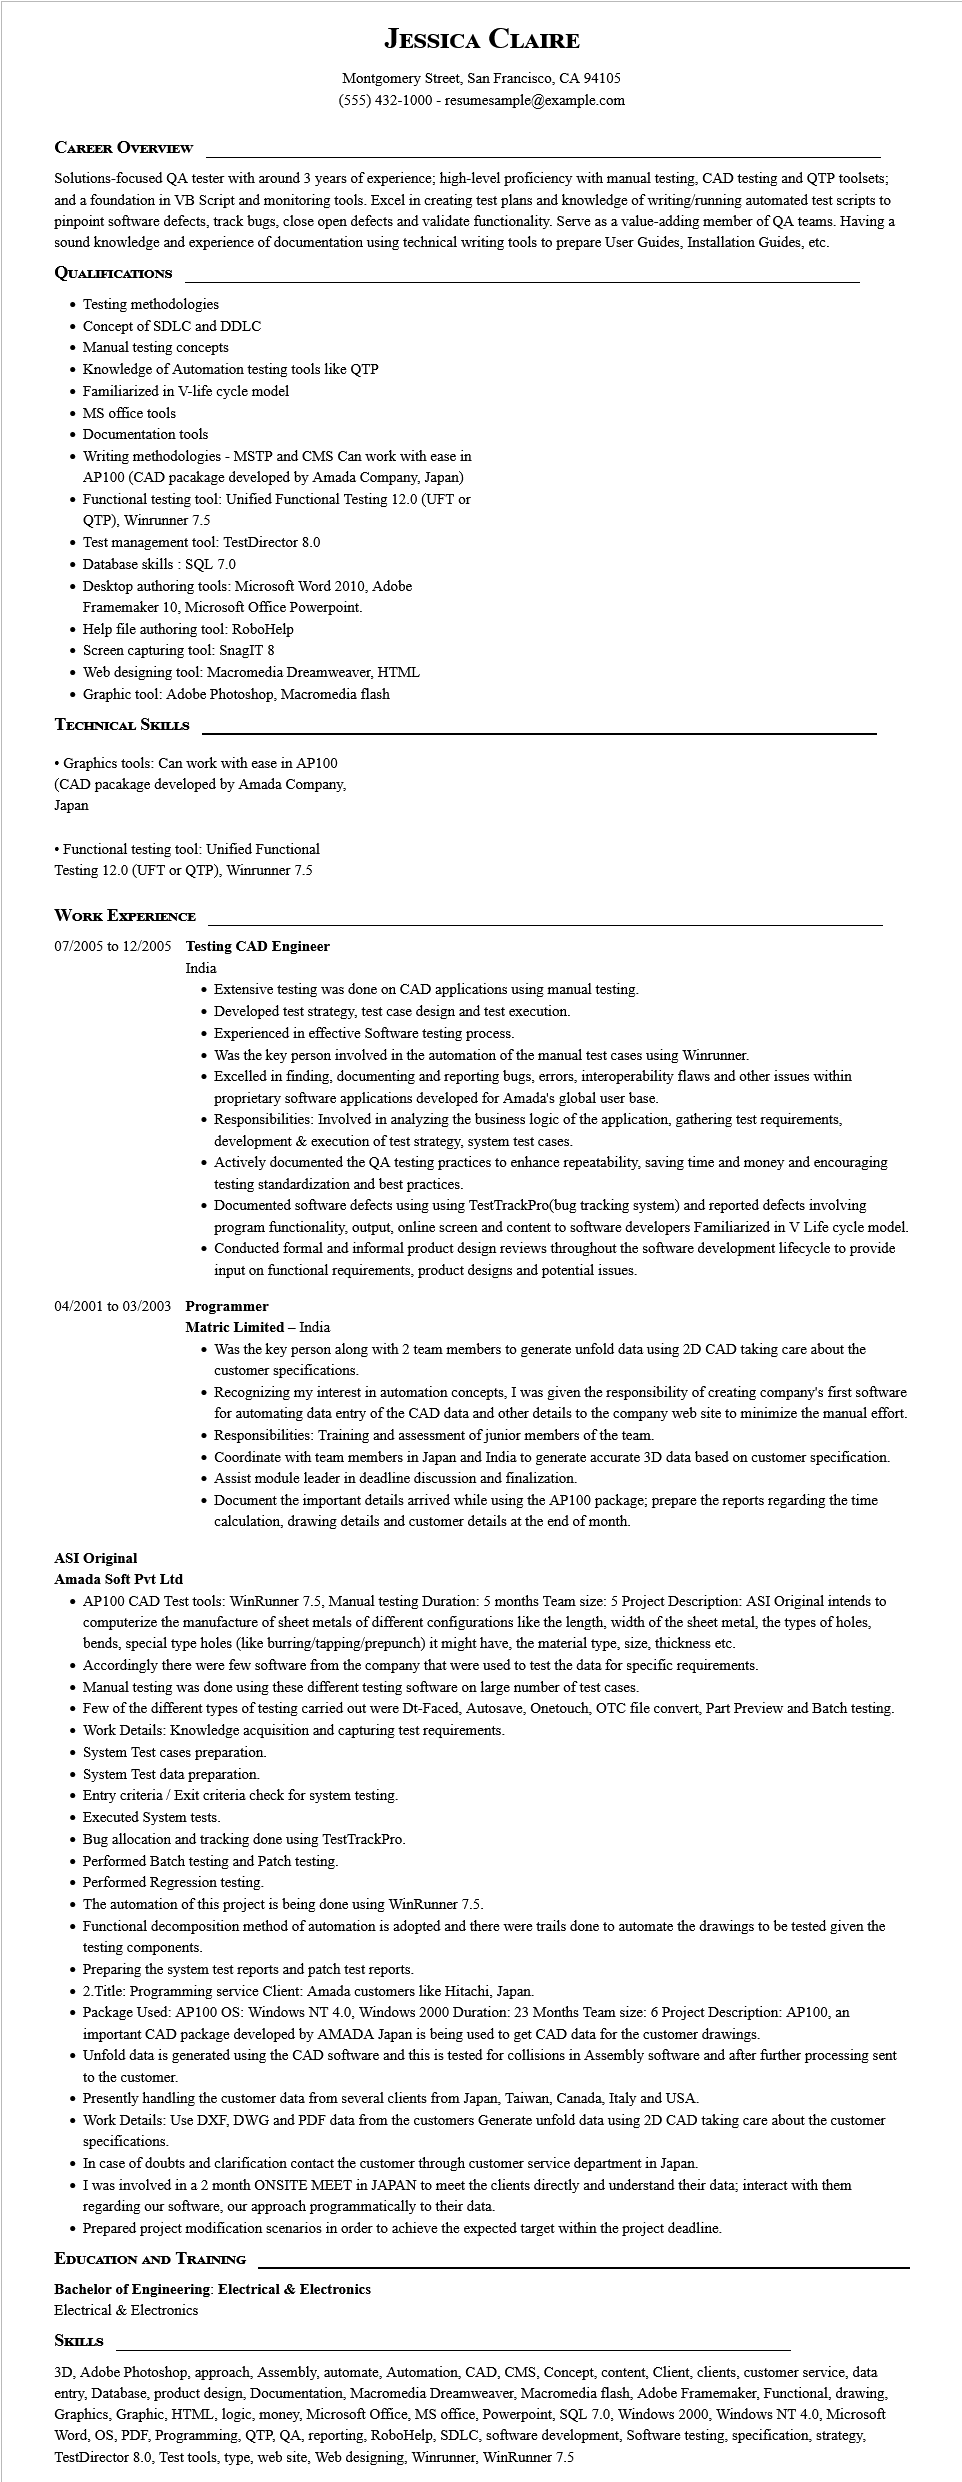 Jessica Claire
Montgomery Street, San Francisco, CA 94105
(555) 432-1000 - resumesample@example.com
Career Overview
Solutions-focused QA tester with around 3 years of experience; high-level proficiency with manual testing, CAD testing and QTP toolsets;
and a foundation in VB Script and monitoring tools. Excel in creating test plans and knowledge of writing/running automated test scripts to
pinpoint software defects, track bugs, close open defects and validate functionality. Serve as a value-adding member of QA teams. Having a
sound knowledge and experience of documentation using technical writing tools to prepare User Guides, Installation Guides, etc.
Qualifications
• Testing methodologies
• Concept of SDLC and DDLC
• Manual testing concepts
• Knowledge of Automation testing tools like QTP
• Familiarized in V-life cycle model
• MS office tools
• Documentation tools
• Writing methodologies - MSTP and CMS Can work with ease in
AP100 (CAD pacakage developed by Amada Company, Japan)
• Functional testing tool: Unified Functional Testing 12.0 (UFT or
QTP), Winrunner 7.5
• Test management tool: TestDirector 8.0
• Database skills : SQL 7.0
• Desktop authoring tools: Microsoft Word 2010, Adobe
Framemaker 10, Microsoft Office Powerpoint.
• Help file authoring tool: RoboHelp
• Screen capturing tool: SnagIT 8
• Web designing tool: Macromedia Dreamweaver, HTML
• Graphic tool: Adobe Photoshop, Macromedia flash
Technical Skills
• Graphics tools: Can work with ease in AP100
(CAD pacakage developed by Amada Company,
Japan
• Functional testing tool: Unified Functional
Testing 12.0 (UFT or QTP), Winrunner 7.5
Work Experience
07/2005 to 12/2005 Testing CAD Engineer
India
• Extensive testing was done on CAD applications using manual testing.
• Developed test strategy, test case design and test execution.
• Experienced in effective Software testing process.
• Was the key person involved in the automation of the manual test cases using Winrunner.
• Excelled in finding, documenting and reporting bugs, errors, interoperability flaws and other issues within
proprietary software applications developed for Amada's global user base.
• Responsibilities: Involved in analyzing the business logic of the application, gathering test requirements,
development & execution of test strategy, system test cases.
• Actively documented the QA testing practices to enhance repeatability, saving time and money and encouraging
testing standardization and best practices.
• Documented software defects using using TestTrackPro(bug tracking system) and reported defects involving
program functionality, output, online screen and content to software developers Familiarized in V Life cycle model.
• Conducted formal and informal product design reviews throughout the software development lifecycle to provide
input on functional requirements, product designs and potential issues.
04/2001 to 03/2003 Programmer
Matric Limited – India
• Was the key person along with 2 team members to generate unfold data using 2D CAD taking care about the
customer specifications.
• Recognizing my interest in automation concepts, I was given the responsibility of creating company's first software
for automating data entry of the CAD data and other details to the company web site to minimize the manual effort.
• Responsibilities: Training and assessment of junior members of the team.
• Coordinate with team members in Japan and India to generate accurate 3D data based on customer specification.
• Assist module leader in deadline discussion and finalization.
• Document the important details arrived while using the AP100 package; prepare the reports regarding the time
calculation, drawing details and customer details at the end of month.
ASI Original
Amada Soft Pvt Ltd
• AP100 CAD Test tools: WinRunner 7.5, Manual testing Duration: 5 months Team size: 5 Project Description: ASI Original intends to
computerize the manufacture of sheet metals of different configurations like the length, width of the sheet metal, the types of holes,
bends, special type holes (like burring/tapping/prepunch) it might have, the material type, size, thickness etc.
• Accordingly there were few software from the company that were used to test the data for specific requirements.
• Manual testing was done using these different testing software on large number of test cases.
• Few of the different types of testing carried out were Dt-Faced, Autosave, Onetouch, OTC file convert, Part Preview and Batch testing.
• Work Details: Knowledge acquisition and capturing test requirements.
• System Test cases preparation.
• System Test data preparation.
• Entry criteria / Exit criteria check for system testing.
• Executed System tests.
• Bug allocation and tracking done using TestTrackPro.
• Performed Batch testing and Patch testing.
• Performed Regression testing.
• The automation of this project is being done using WinRunner 7.5.
• Functional decomposition method of automation is adopted and there were trails done to automate the drawings to be tested given the
testing components.
• Preparing the system test reports and patch test reports.
• 2.Title: Programming service Client: Amada customers like Hitachi, Japan.
• Package Used: AP100 OS: Windows NT 4.0, Windows 2000 Duration: 23 Months Team size: 6 Project Description: AP100, an
important CAD package developed by AMADA Japan is being used to get CAD data for the customer drawings.
• Unfold data is generated using the CAD software and this is tested for collisions in Assembly software and after further processing sent
to the customer.
• Presently handling the customer data from several clients from Japan, Taiwan, Canada, Italy and USA.
• Work Details: Use DXF, DWG and PDF data from the customers Generate unfold data using 2D CAD taking care about the customer
specifications.
• In case of doubts and clarification contact the customer through customer service department in Japan.
• I was involved in a 2 month ONSITE MEET in JAPAN to meet the clients directly and understand their data; interact with them
regarding our software, our approach programmatically to their data.
• Prepared project modification scenarios in order to achieve the expected target within the project deadline.
Education and Training
Bachelor of Engineering: Electrical & Electronics
Electrical & Electronics
Skills
3D, Adobe Photoshop, approach, Assembly, automate, Automation, CAD, CMS, Concept, content, Client, clients, customer service, data
entry, Database, product design, Documentation, Macromedia Dreamweaver, Macromedia flash, Adobe Framemaker, Functional, drawing,
Graphics, Graphic, HTML, logic, money, Microsoft Office, MS office, Powerpoint, SQL 7.0, Windows 2000, Windows NT 4.0, Microsoft
Word, OS, PDF, Programming, QTP, QA, reporting, RoboHelp, SDLC, software development, Software testing, specification, strategy,
TestDirector 8.0, Test tools, type, web site, Web designing, Winrunner, WinRunner 7.5